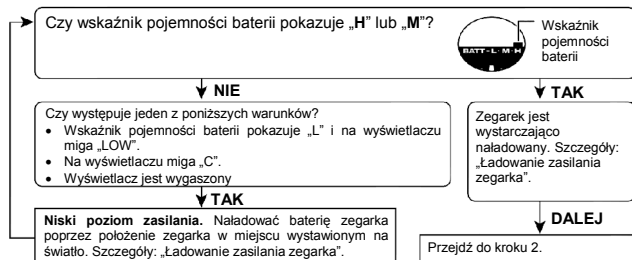 Czy wskaźnik pojemności baterii pokazuje „H” lub „M”?
BATT-L·M·H
Wskaźnik
pojemności
baterii
NIE
TAK
Czy występuje jeden z poniższych warunków?
• Wskaźnik pojemności baterii pokazuje „L” i na wyświetlaczu
miga „LOW”.
• Na wyświetlaczu miga „C”.
• Wyświetlacz jest wygaszony
Zegarek jest
wystarczająco
naładowany. Szczegóły:
„Ładowanie zasilania
zegarka”.
TAK
DALEJ
Niski poziom zasilania. Naładować baterię zegarka
poprzez położenie zegarka w miejscu wystawionym na
światło. Szczegóły: „Ładowanie zasilania zegarka”.
Przejdź do kroku 2.